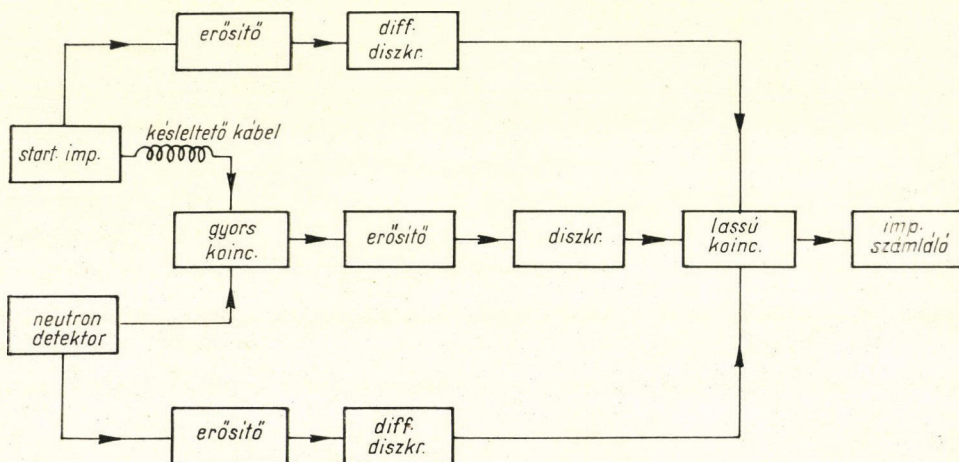 erősítő
diff.
diszkr.
start. imp.
késleltető kábel
gyors
koinc.
erősítő
diszkr.
lassú
koinc.
imp.
számláló
neutron
detektor
erősítő
diff.
diszkr.